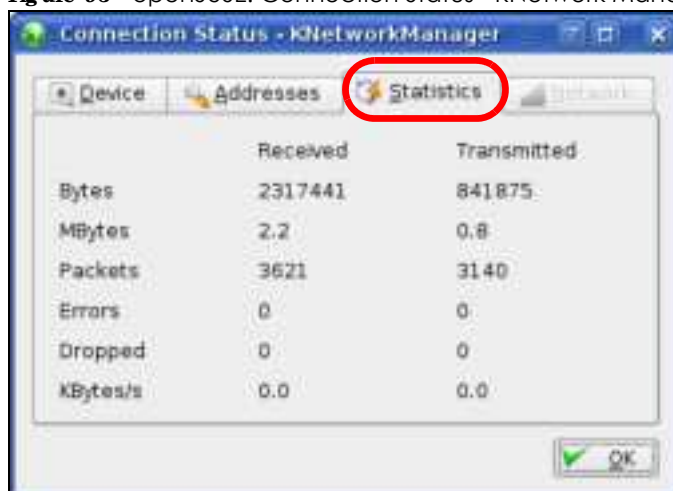 Connection Status - KNetworkManager
Device Addresses Statistics Network
Received Transmitted
Bytes 2317441 841875
MBytes 2.2 0.8
Packets 3621 3140
Errors 0 0
Dropped 0 0
KBytes/s 0.0 0.0
OK